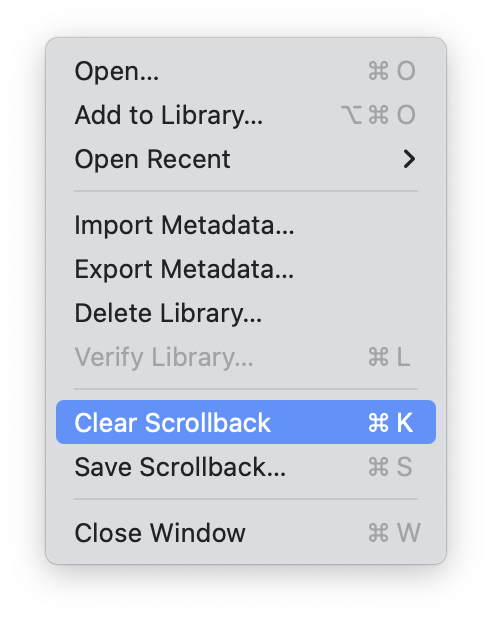 Open... ⌘ O
Add to Library... ⌥⌘ O
Open Recent >
Import Metadata...
Export Metadata...
Delete Library...
Verify Library... ⌘ L
Clear Scrollback ⌘ K
Save Scrollback... ⌘ S
Close Window ⌘ W